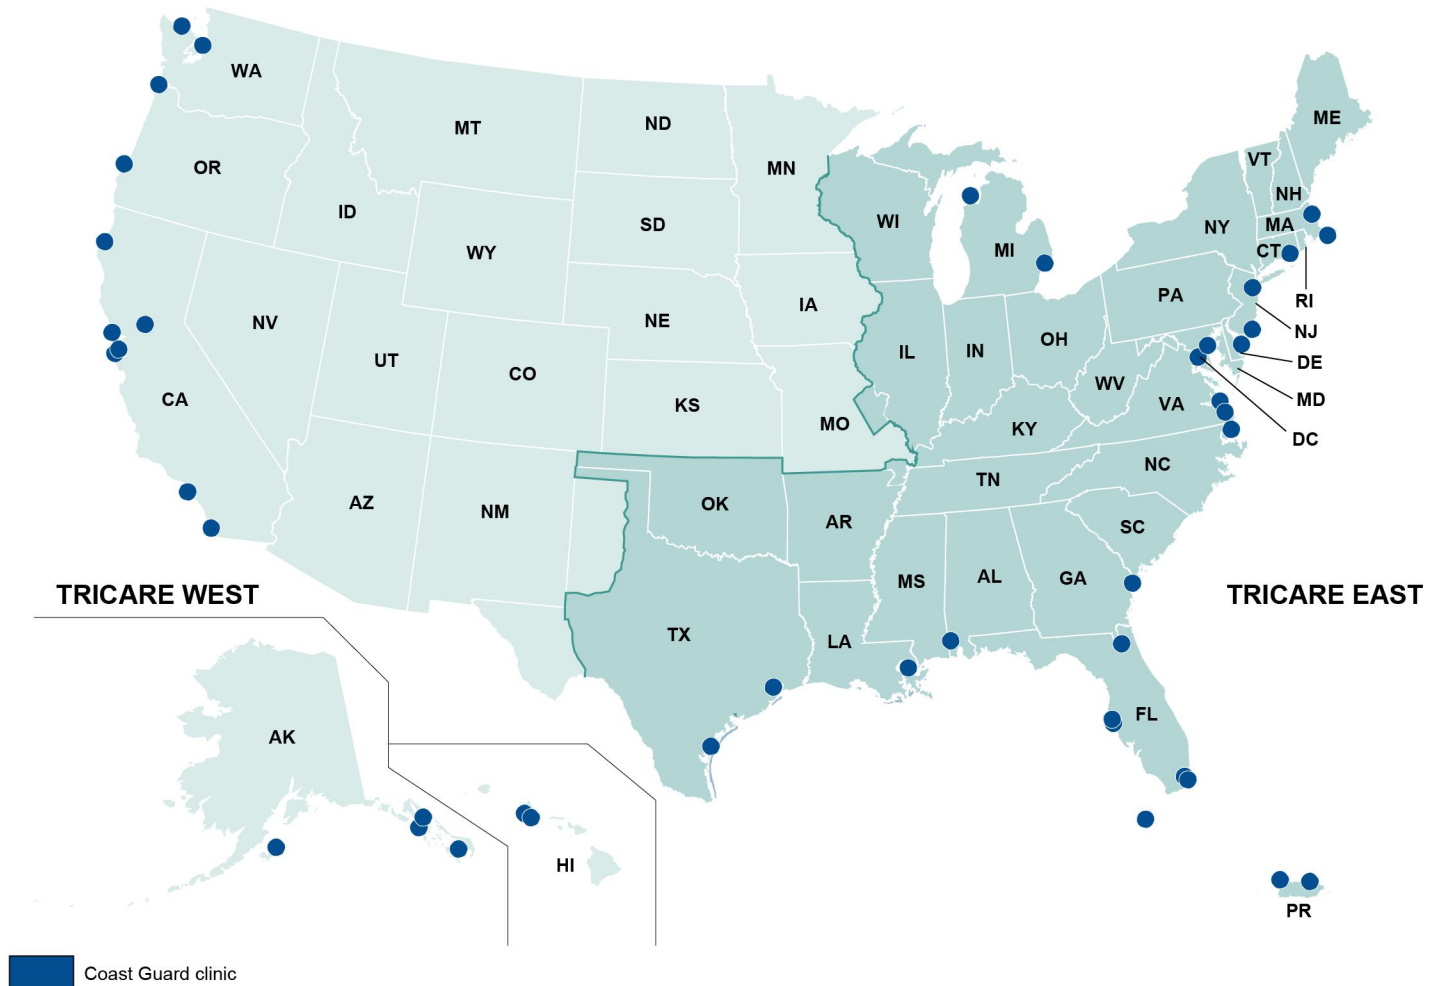 WA
MT
ND
MN
ME
VT
NH
OR
ID
SD
WI
MI
NY
MA
CT
WY
RI
IA
PA
NJ
NV
NE
OH
IL
IN
DE
UT
CO
WV
MD
CA
KS
VA
MO
KY
DC
NC
TN
AZ
NM
OK
AR
SC
MS
AL
GA
TRICARE WEST
TRICARE EAST
TX
LA
FL
AK
HI
PR
Coast Guard clinic